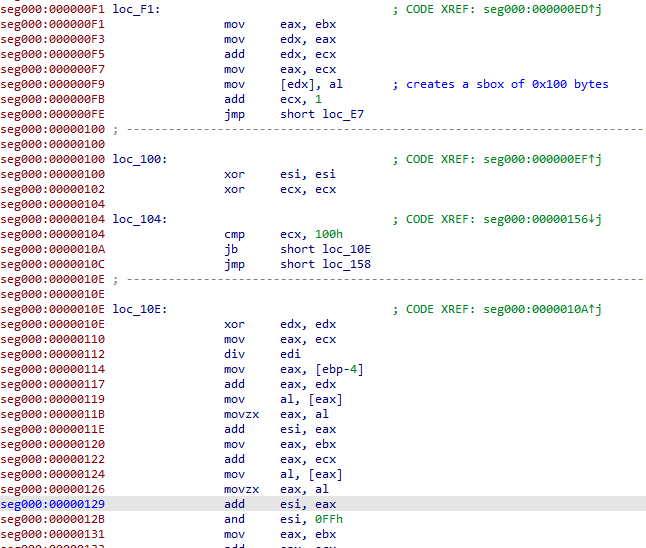 seg000:000000F1 loc_F1: ; CODE XREF: seg000:000000ED↑j
seg000:000000F1 mov eax, ebx
seg000:000000F3 mov edx, eax
seg000:000000F5 add edx, ecx
seg000:000000F7 mov eax, ecx
seg000:000000F9 mov [edx], al ; creates a sbox of 0x100 bytes
seg000:000000FB add ecx, 1
seg000:000000FE jmp short loc_E7
seg000:00000100 ; ---------------------------------------------------------------------------
seg000:00000100
seg000:00000100 loc_100: ; CODE XREF: seg000:000000EF↑j
seg000:00000100 xor esi, esi
seg000:00000102 xor ecx, ecx
seg000:00000104
seg000:00000104 loc_104: ; CODE XREF: seg000:00000156↓j
seg000:00000104 cmp ecx, 100h
seg000:0000010A jb short loc_10E
seg000:0000010C jmp short loc_158
seg000:0000010E ; ---------------------------------------------------------------------------
seg000:0000010E
seg000:0000010E loc_10E: ; CODE XREF: seg000:0000010A↑j
seg000:0000010E xor edx, edx
seg000:00000110 mov eax, ecx
seg000:00000112 div edi
seg000:00000114 mov eax, [ebp-4]
seg000:00000117 add eax, edx
seg000:00000119 mov al, [eax]
seg000:0000011B movzx eax, al
seg000:0000011E add esi, eax
seg000:00000120 mov eax, ebx
seg000:00000122 add eax, ecx
seg000:00000124 mov al, [eax]
seg000:00000126 movzx eax, al
seg000:00000129 add esi, eax
seg000:0000012B and esi, 0FFh
seg000:00000131 mov eax, ebx
seg000:00000133 add eax, ecx